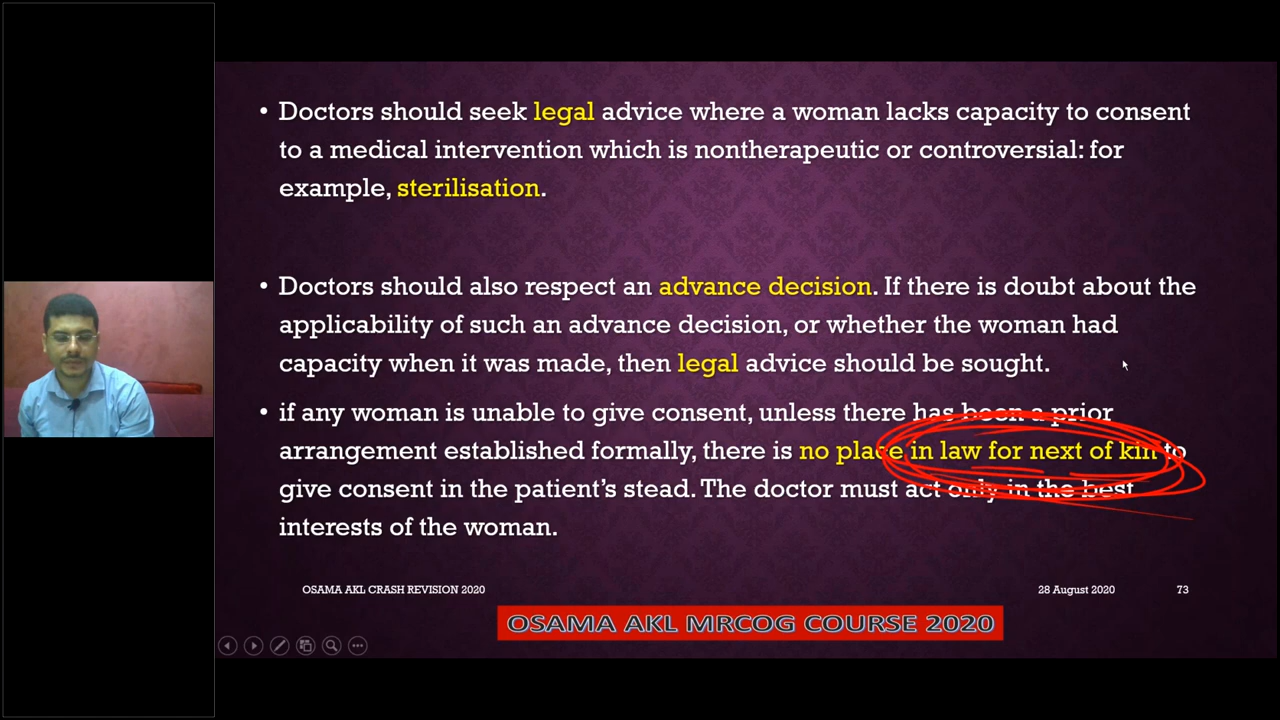 • Doctors should seek legal advice where a woman lacks capacity to consent
to a medical intervention which is nontherapeutic or controversial: for
example, sterilisation.
• Doctors should also respect an advance decision. If there is doubt about the
applicability of such an advance decision, or whether the woman had
capacity when it was made, then legal advice should be sought.
• if any woman is unable to give consent, unless there has been a prior
arrangement established formally, there is no place in law for next of kin to
give consent in the patient’s stead. The doctor must act only in the best
interests of the woman.
OSAMA AKL CRASH REVISION 2020
28 August 2020
73
OSAMA AKL MRCOG COURSE 2020